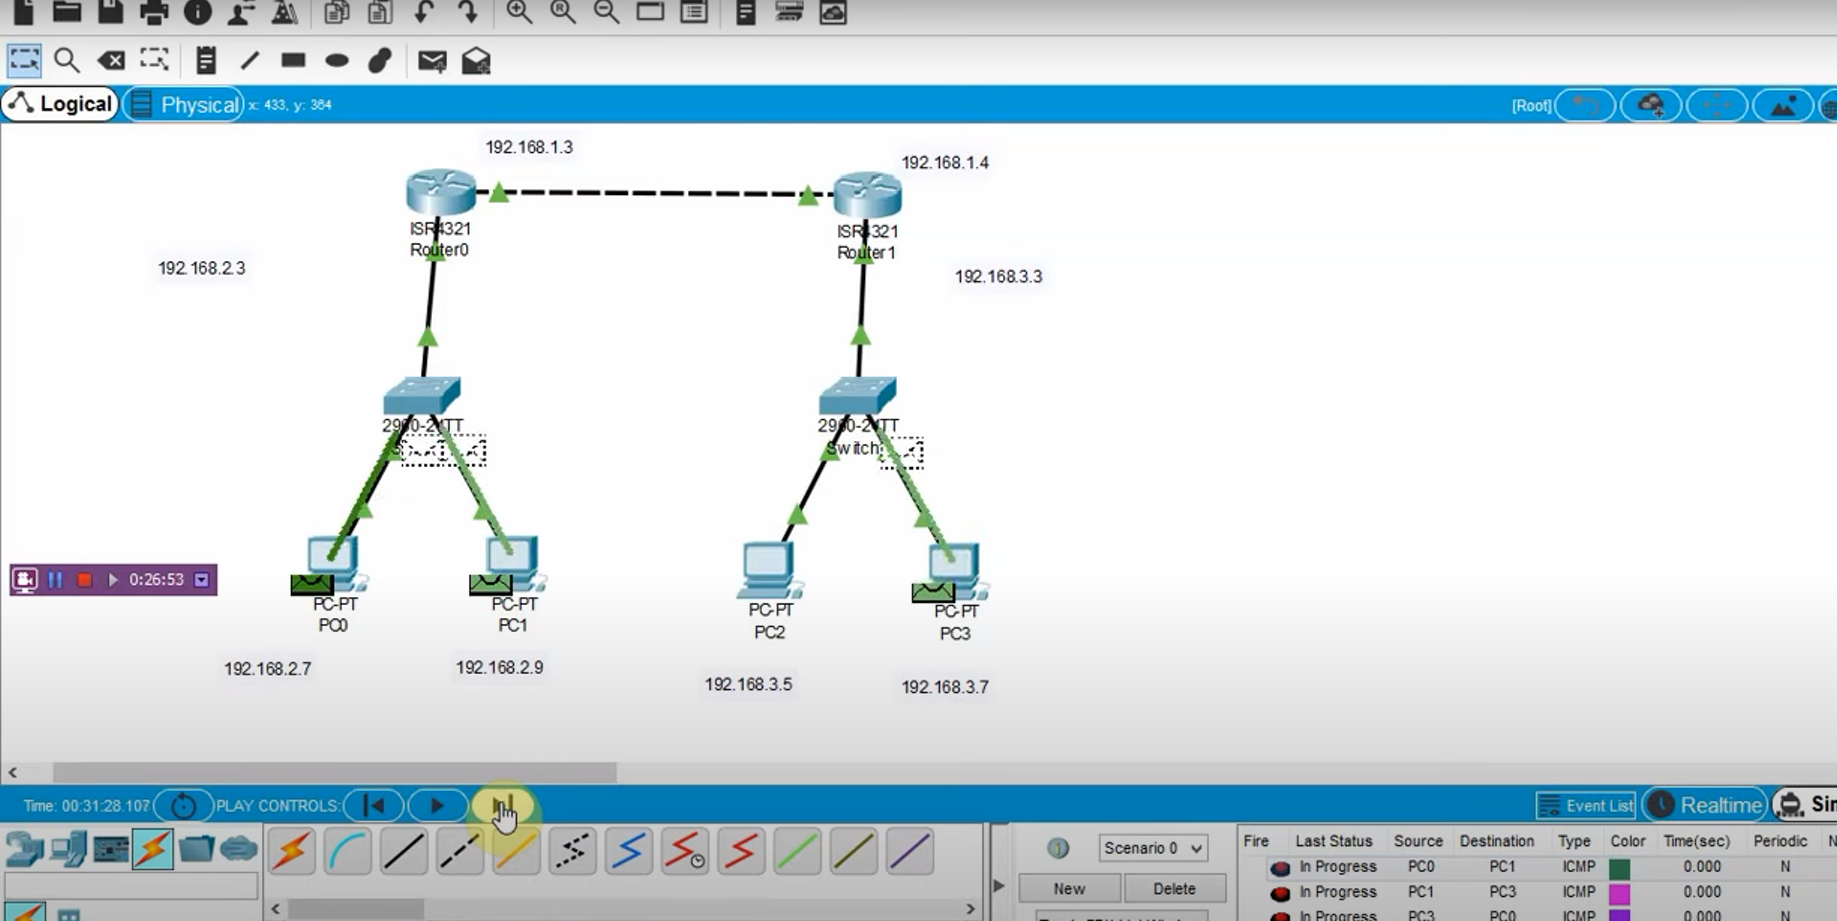 Logical
Physical
x: 433, y: 364
[Root]
192.168.1.3
192.168.1.4
ISR4321
Router0
ISR4321
Router1
192.168.2.3
192.168.3.3
2960-24TT
2960-24TT
Switch
0:26:53
PC-PT
PC0
PC-PT
PC1
PC-PT
PC2
PC-PT
PC3
192.168.2.7
192.168.2.9
192.168.3.5
192.168.3.7
Time: 00:31:28.107
PLAY CONTROLS:
Event List
Realtime
Sim
Scenario 0
New
Delete
Fire Last Status Source Destination Type Color Time(sec) Periodic N
In Progress PC0 PC1 ICMP 0.000 N
In Progress PC1 PC3 ICMP 0.000 N
In Progress PC3 PC0 ICMP 0.000 N